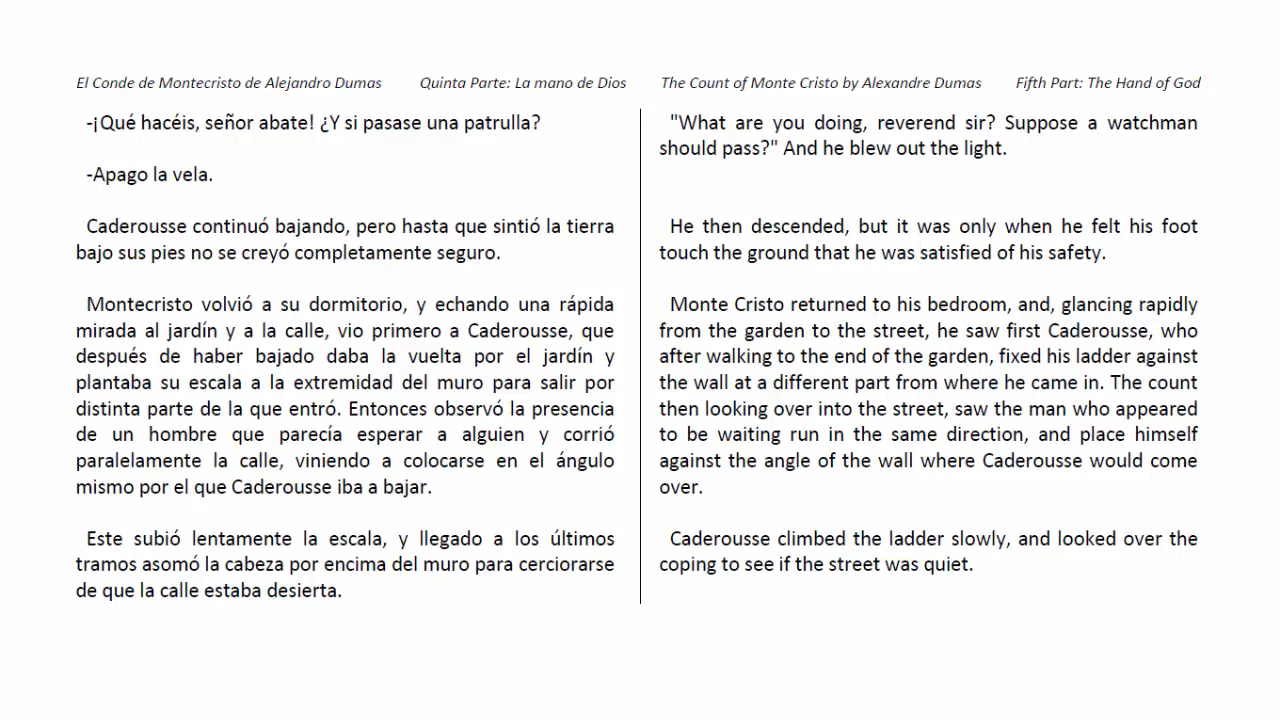 El Conde de Montecristo de Alejandro Dumas Quinta Parte: La mano de Dios
-¡Qué hacéis, señor abate! ¿Y si pasase una patrulla?
-Apago la vela.
Caderousse continuó bajando, pero hasta que sintió la tierra
bajo sus pies no se creyó completamente seguro.
Montecristo volvió a su dormitorio, y echando una rápida
mirada al jardín y a la calle, vio primero a Caderousse, que
después de haber bajado daba la vuelta por el jardín y
plantaba su escala a la extremidad del muro para salir por
distinta parte de la que entró. Entonces observó la presencia
de un hombre que parecía esperar a alguien y corrió
paralelamente la calle, viniendo a colocarse en el ángulo
mismo por el que Caderousse iba a bajar.
Este subió lentamente la escala, y llegado a los últimos
tramos asomó la cabeza por encima del muro para cerciorarse
de que la calle estaba desierta.
The Count of Monte Cristo by Alexandre Dumas Fifth Part: The Hand of God
"What are you doing, reverend sir? Suppose a watchman
should pass?" And he blew out the light.
He then descended, but it was only when he felt his foot
touch the ground that he was satisfied of his safety.
Monte Cristo returned to his bedroom, and, glancing rapidly
from the garden to the street, he saw first Caderousse, who
after walking to the end of the garden, fixed his ladder against
the wall at a different part from where he came in. The count
then looking over into the street, saw the man who appeared
to be waiting run in the same direction, and place himself
against the angle of the wall where Caderousse would come
over.
Caderousse climbed the ladder slowly, and looked over the
coping to see if the street was quiet.